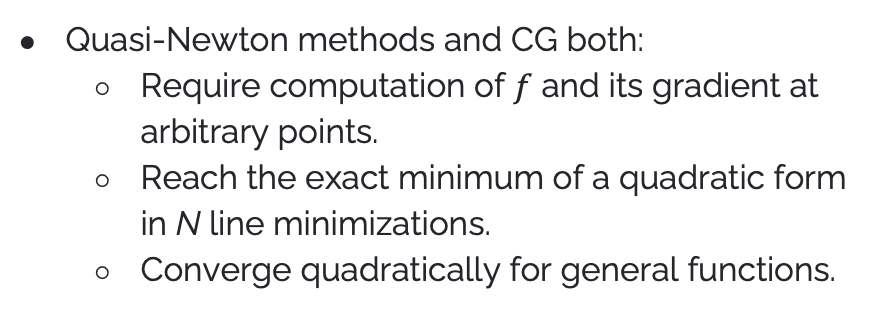 ● Quasi-Newton methods and CG both:
○ Require computation of f and its gradient at
arbitrary points.
○ Reach the exact minimum of a quadratic form
in N line minimizations.
○ Converge quadratically for general functions.